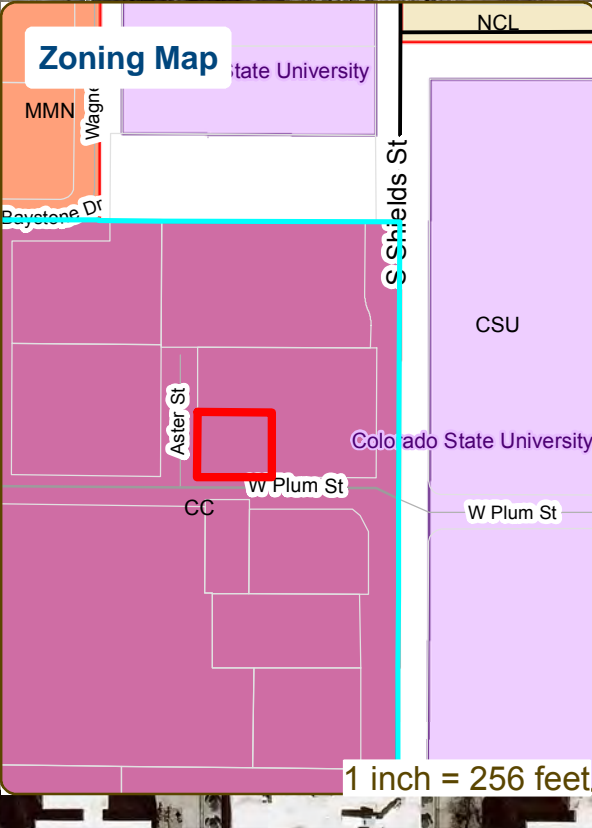 NCL
Zoning Map
State University
MMN
Wagne
Baystone Dr
S Shields St
CSU
Aster St
Colorado State University
W Plum St
W Plum St
CC
1 inch = 256 feet